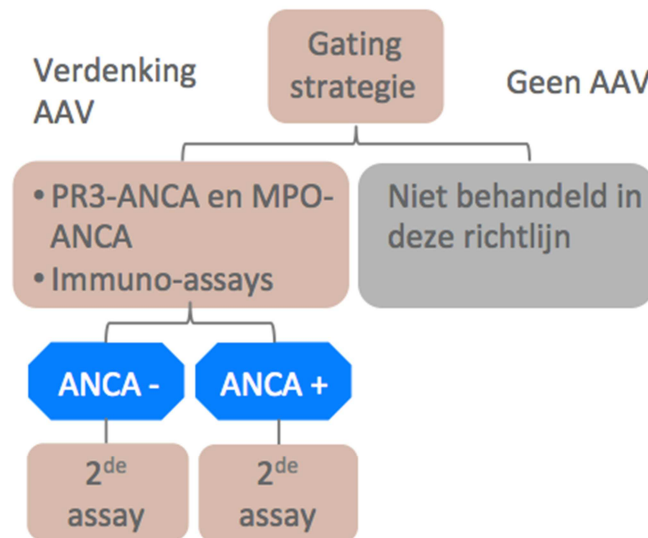 Gating
strategie
Verdenking
AAV
Geen AAV
• PR3-ANCA en MPO-
ANCA
• Immuno-assays
Niet behandeld in
deze richtlijn
ANCA -
ANCA +
2de
assay
2de
assay